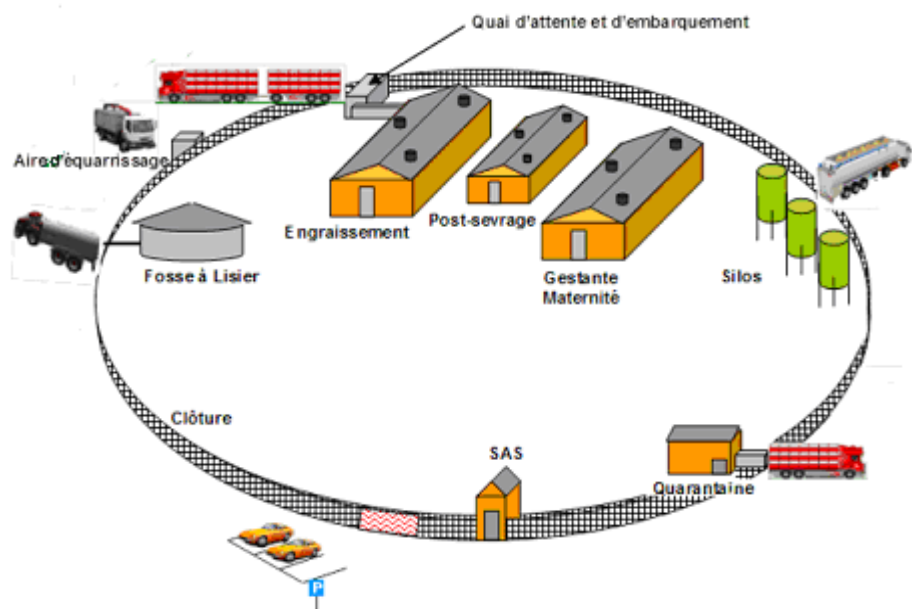 Quai d'attente et d'embarquement
Aire d'équarrissage
Engraissement
Post-sevrage
Fosse à Lisier
Gestante
Maternité
Silos
Clôture
SAS
Quarantaine
P